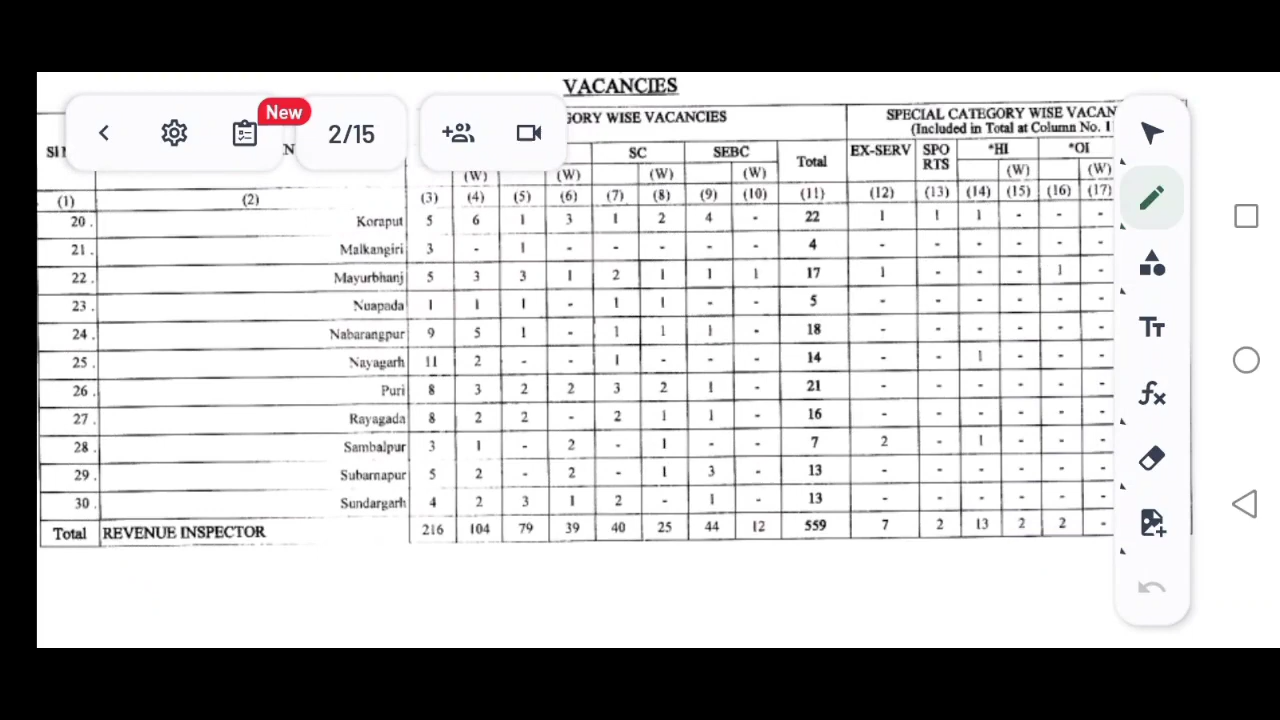 VACANCIES
New
2/15
GORY WISE VACANCIES
SPECIAL CATEGORY WISE VACAN
(Included in Total at Column No. 1
Sl N
N
SC
SEBC
Total
EX-SERV
SPO
RTS
*HI
*OI
(W) (W) (W) (W) (W) (W)
(1) (2) (3) (4) (5) (6) (7) (8) (9) (10) (11) (12) (13) (14) (15) (16) (17)
20 . Koraput 5 6 1 3 1 2 4 - 22 1 1 1 - - -
21 . Malkangiri 3 - 1 - - - - - 4 - - - - - -
22 . Mayurbhanj 5 3 3 1 2 1 1 1 17 1 - - - 1 -
23 . Nuapada 1 1 1 - 1 1 - - 5 - - - - - -
24 . Nabarangpur 9 5 1 - 1 1 1 - 18 - - - - - -
25 . Nayagarh 11 2 - - 1 - - - 14 - - 1 - - -
26 . Puri 8 3 2 2 3 2 1 - 21 - - - - - -
27 . Rayagada 8 2 2 - 2 1 1 - 16 - - - - - -
28 . Sambalpur 3 1 - 2 - 1 - - 7 2 - 1 - - -
29 . Subarnapur 5 2 - 2 - 1 3 - 13 - - - - - -
30 . Sundargarh 4 2 3 1 2 - 1 - 13 - - - - - -
Total REVENUE INSPECTOR 216 104 79 39 40 25 44 12 559 7 2 13 2 2 -
Tт
fx